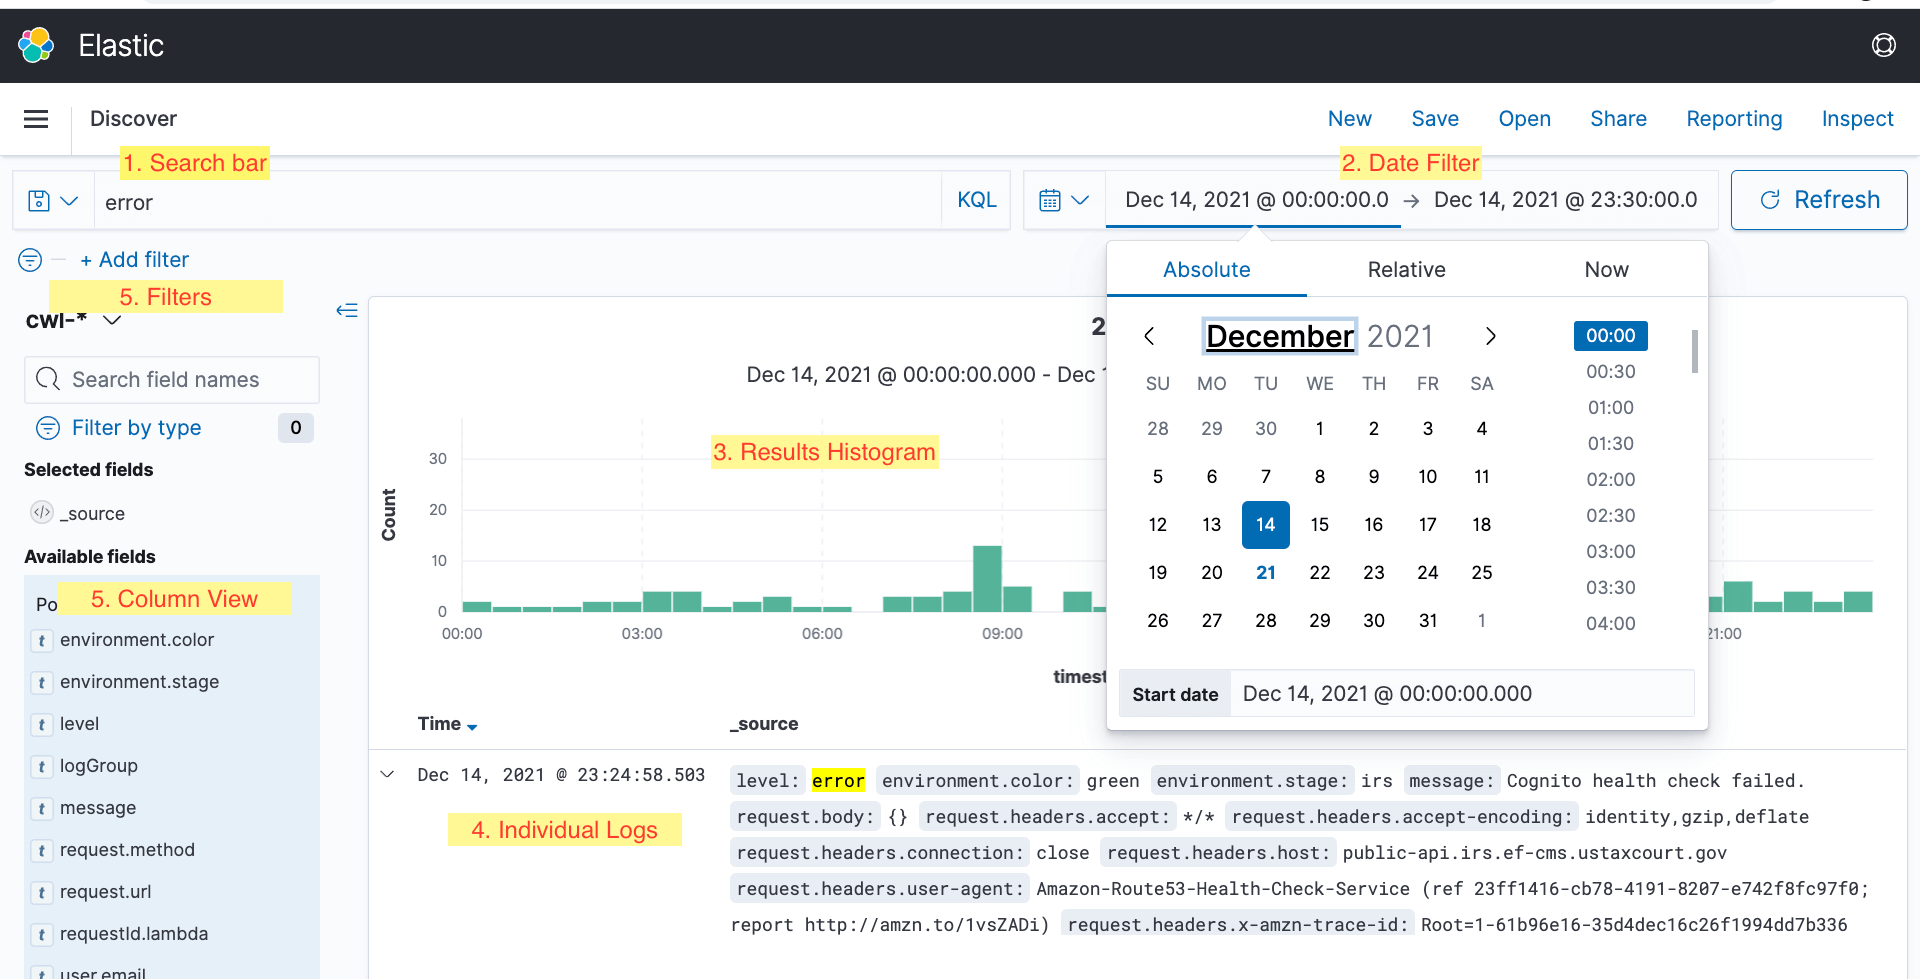 Elastic
Discover
New Save Open Share Reporting Inspect
1. Search bar
2. Date Filter
error
KQL
Dec 14, 2021 @ 00:00:00.0 → Dec 14, 2021 @ 23:30:00.0
Refresh
+ Add filter
5. Filters
cwl-*
Search field names
Filter by type 0
Selected fields
_source
Available fields
Po
5. Column View
environment.color
environment.stage
level
logGroup
message
request.method
request.url
requestId.lambda
user.email
2
Dec 14, 2021 @ 00:00:00.000 - Dec 1
3. Results Histogram
Count
30
20
10
0
00:00 03:00 06:00 09:00 21:00
timest
Absolute Relative Now
December 2021
SU MO TU WE TH FR SA
28 29 30 1 2 3 4
5 6 7 8 9 10 11
12 13 14 15 16 17 18
19 20 21 22 23 24 25
26 27 28 29 30 31 1
00:00
00:30
01:00
01:30
02:00
02:30
03:00
03:30
04:00
Start date Dec 14, 2021 @ 00:00:00.000
Time _source
Dec 14, 2021 @ 23:24:58.503
4. Individual Logs
level: error environment.color: green environment.stage: irs message: Cognito health check failed.
request.body: {} request.headers.accept: */* request.headers.accept-encoding: identity,gzip,deflate
request.headers.connection: close request.headers.host: public-api.irs.ef-cms.ustaxcourt.gov
request.headers.user-agent: Amazon-Route53-Health-Check-Service (ref 23ff1416-cb78-4191-8207-e742f8fc97f0;
report http://amzn.to/1vsZADi) request.headers.x-amzn-trace-id: Root=1-61b96e16-35d4dec16c26f1994dd7b336